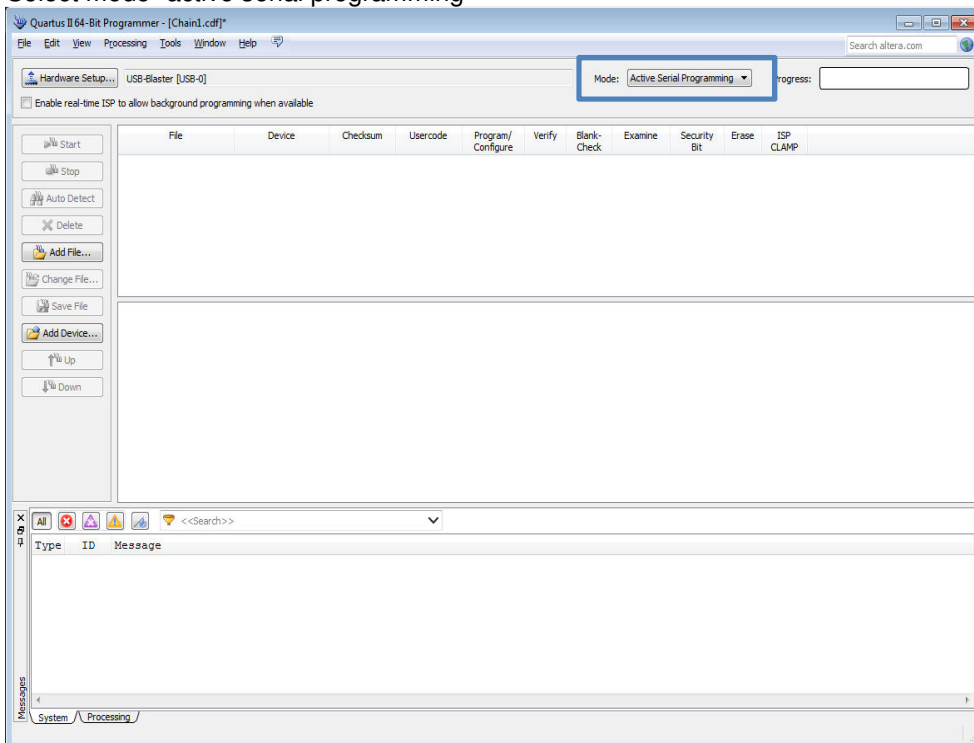 Select mode "active serial programming"
Quartus II 64-Bit Programmer - [Chain1.cdf]*
File Edit View Processing Tools Window Help
Search altera.com
Hardware Setup... USB-Blaster [USB-0] Mode: Active Serial Programming Progress:
Enable real-time ISP to allow background programming when available
File Device Checksum Usercode Program/ Configure Verify Blank- Check Examine Security Bit Erase ISP CLAMP
Start
Stop
Auto Detect
Delete
Add File...
Change File...
Save File
Add Device...
Up
Down
All <<Search>>
Type ID Message
Messages
System Processing